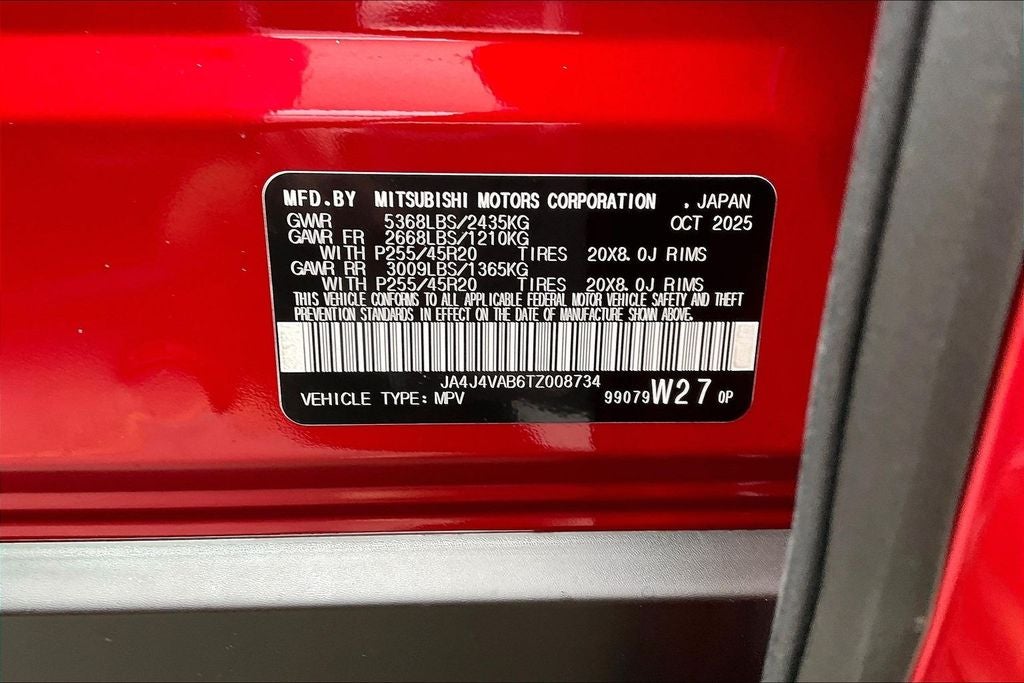 MFD.BY MITSUBISHI MOTORS CORPORATION . JAPAN
GWWR 5368LBS/2435KG OCT 2025
GAWR FR 2668LBS/1210KG
WITH P255/45R20 TIRES 20X8.0J RIMS
GAWR RR 3009LBS/1365KG
WITH P255/45R20 TIRES 20X8.0J RIMS
THIS VEHICLE CONFORMS TO ALL APPLICABLE FEDERAL MOTOR VEHICLE SAFETY AND THEFT
PREVENTION STANDARDS IN EFFECT ON THE DATE OF MANUFACTURE SHOWN ABOVE.
JA4J4VAB6TZ008734
VEHICLE TYPE: MPV 99079 W27 0P